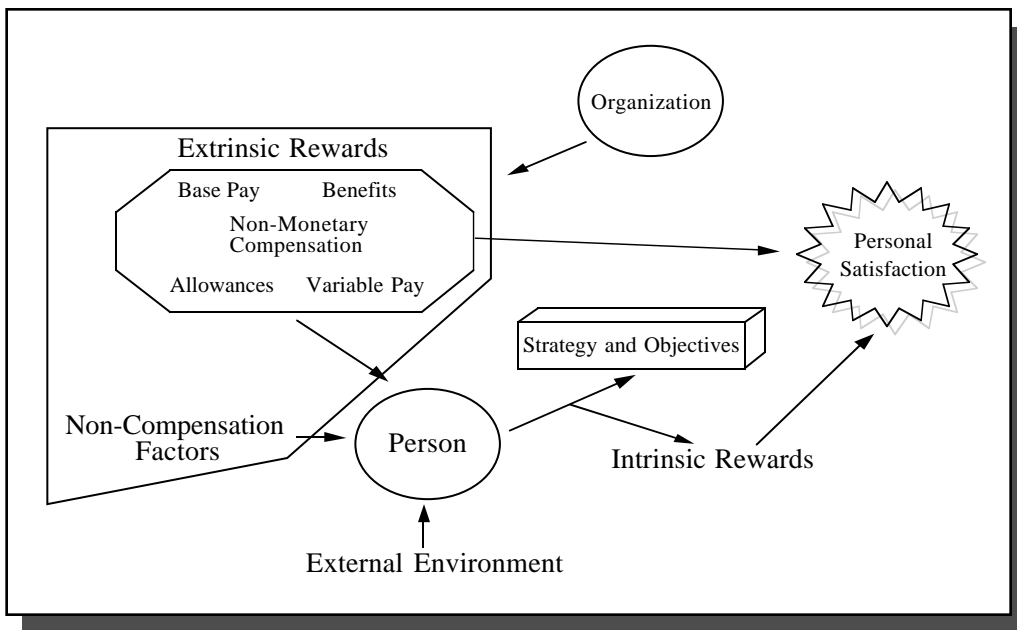 Organization
Extrinsic Rewards
Base Pay
Benefits
Non-Monetary
Compensation
Allowances
Variable Pay
Personal
Satisfaction
Strategy and Objectives
Non-Compensation
Factors
Person
Intrinsic Rewards
External Environment